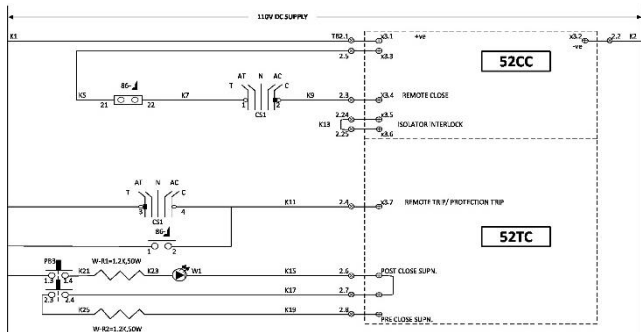 110V DC SUPPLY
K1 TB2.1 x3.1 +ve x3.2 2.2 K2
-ve
2.5 x3.3
52CC
86- AT N AC
K5 K7 T C K9 2.3 x3.4 REMOTE CLOSE
21 22 1 2
CS1
2.24 x3.5
K13 ISOLATOR INTERLOCK
2.25 x3.6
AT N AC
T C K11 2.4 x3.7 REMOTE TRIP/ PROTECTION TRIP
3 4
CS1
86-
52TC
1 2
PB3 K21 W-R1=1.2K,50W K23 W1 K15 2.6 POST CLOSE SUPN.
1.3 1.4
K17 2.7
2.3 2.4
K25 K19 2.8 PRE CLOSE SUPN.
W-R2=1.2K,50W